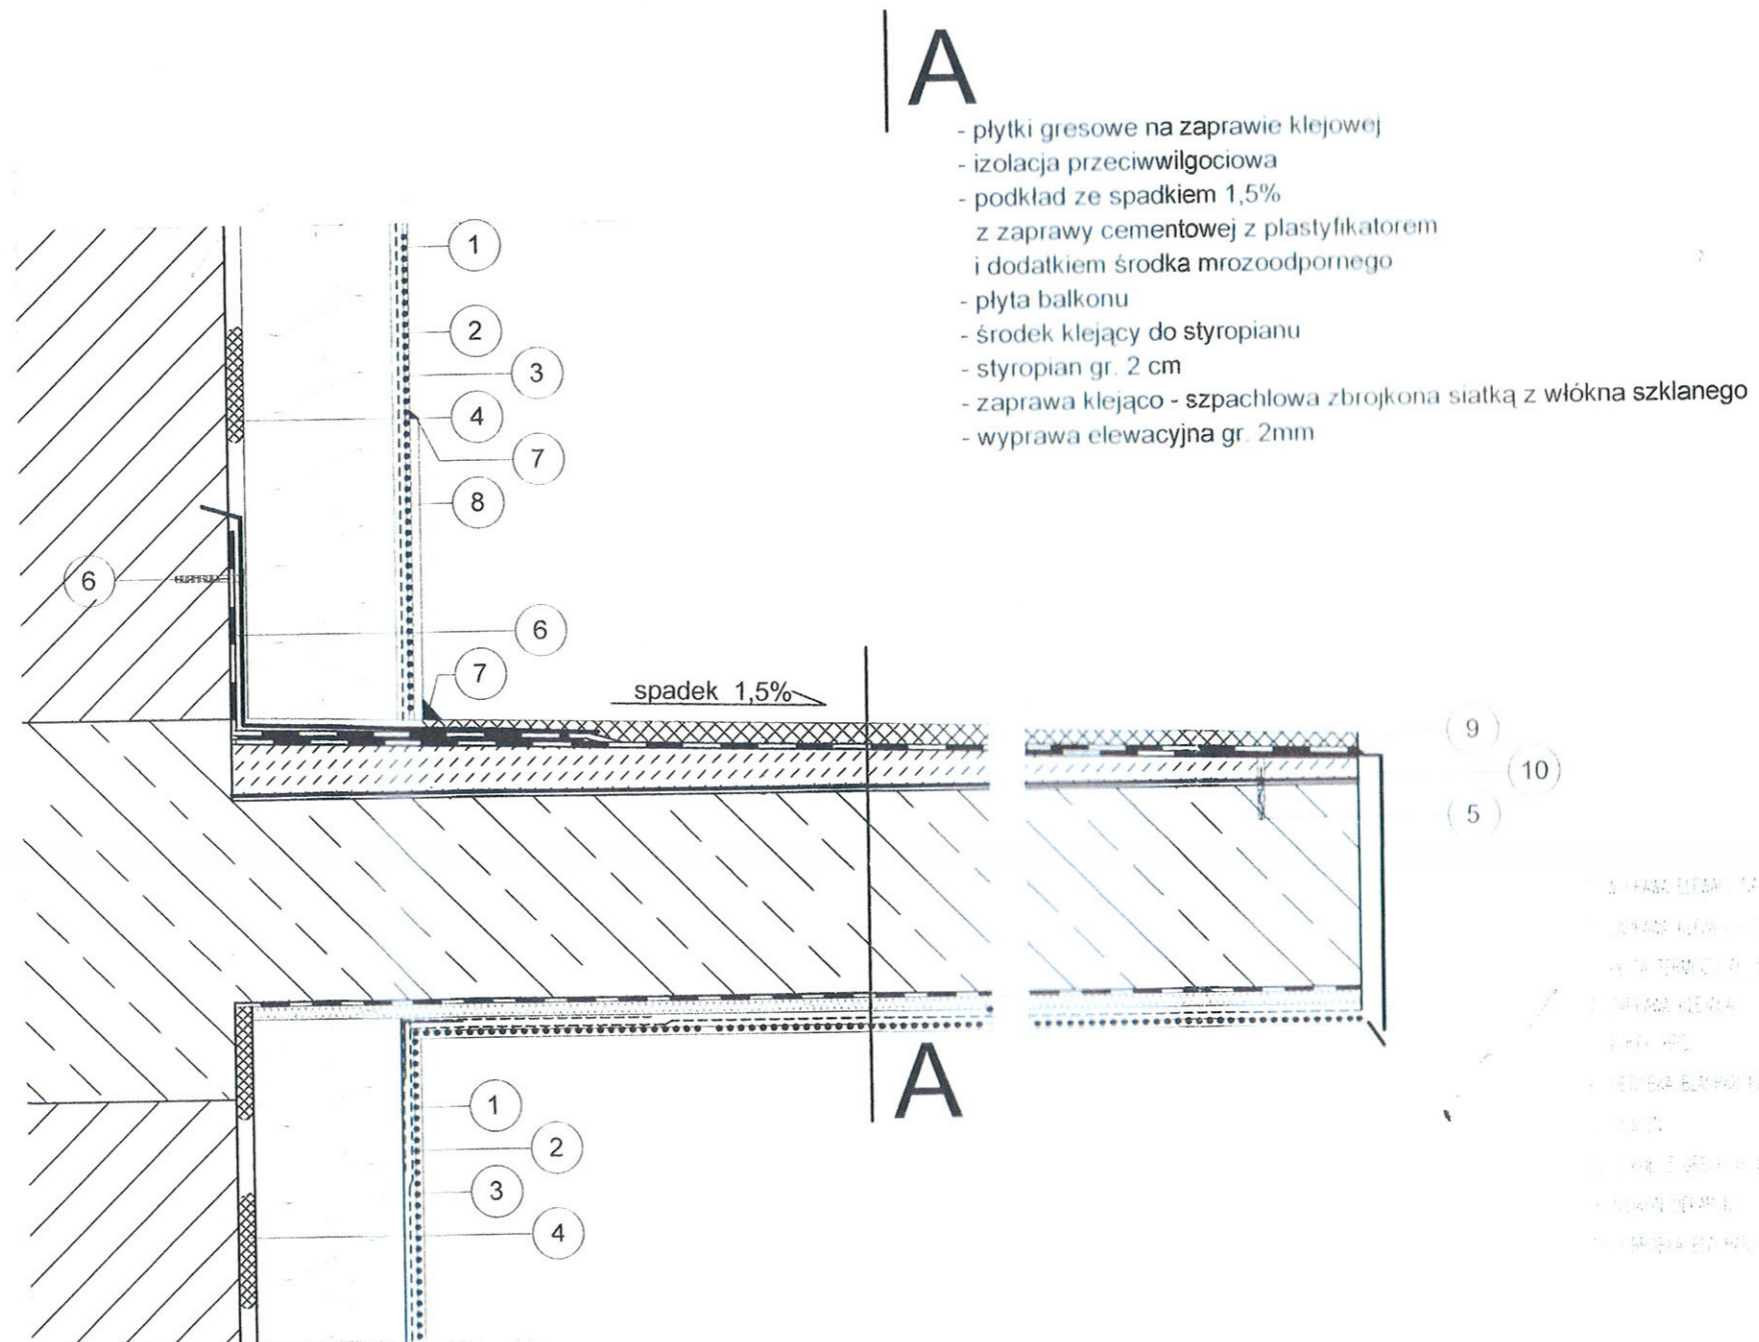 A
- płytki gresowe na zaprawie klejowej
- izolacja przeciwwilgociowa
- podkład ze spadkiem 1,5%
z zaprawy cementowej z plastyfikatorem
i dodatkiem środka mrozoodpornego
- płyta balkonu
- środek klejący do styropianu
- styropian gr. 2 cm
- zaprawa klejąco - szpachlowa zbrojkona siatką z włókna szklanego
- wyprawa elewacyjna gr. 2mm
1
2
3
4
7
8
6
6
7
spadek 1,5%
9
10
5
A
1
2
3
4